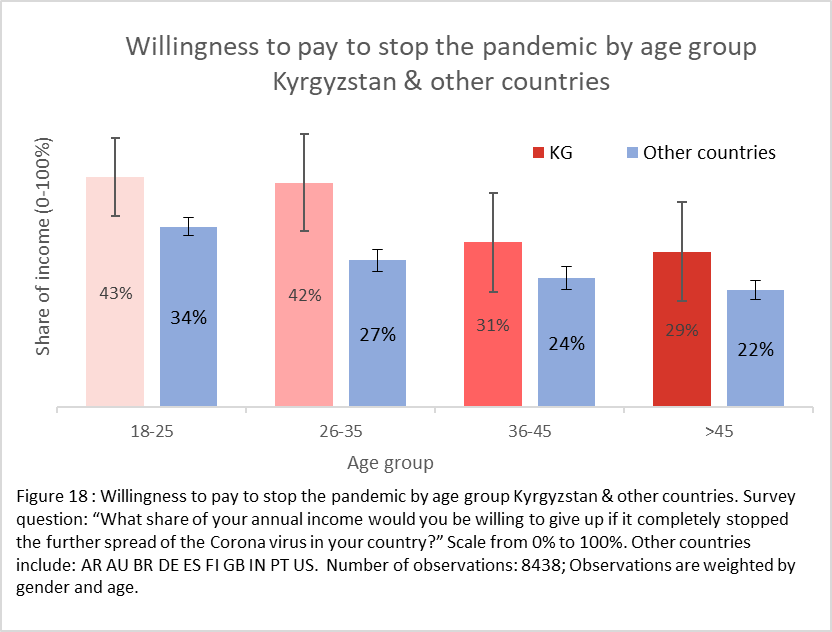 Willingness to pay to stop the pandemic by age group
Kyrgyzstan & other countries
Share of income (0-100%)
KG
Other countries
43%
34%
42%
27%
31%
24%
29%
22%
18-25
26-35
36-45
>45
Age group
Figure 18 : Willingness to pay to stop the pandemic by age group Kyrgyzstan & other countries. Survey
question: “What share of your annual income would you be willing to give up if it completely stopped
the further spread of the Corona virus in your country?” Scale from 0% to 100%. Other countries
include: AR AU BR DE ES FI GB IN PT US. Number of observations: 8438; Observations are weighted by
gender and age.